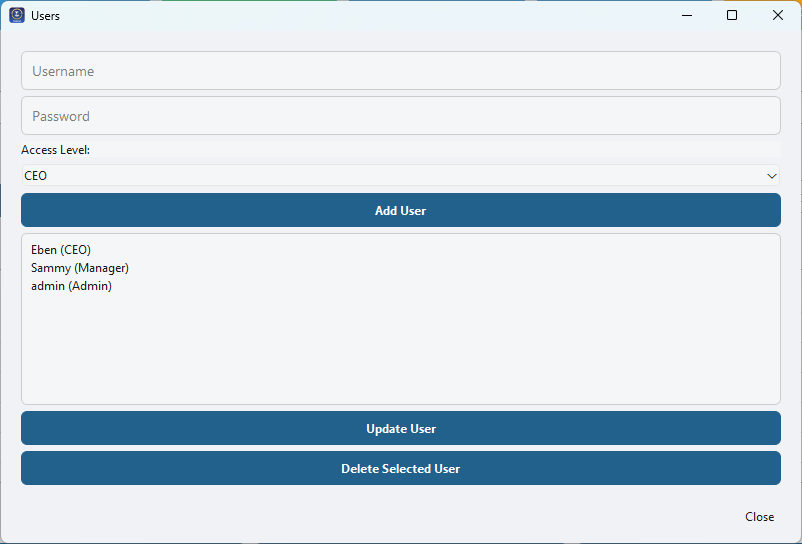 Users
Username
Password
Access Level:
CEO
Add User
Eben (CEO)
Sammy (Manager)
admin (Admin)
Update User
Delete Selected User
Close